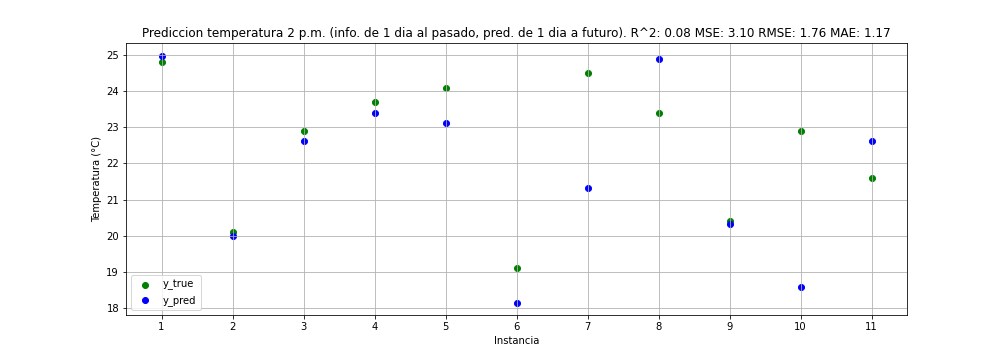 Prediccion temperatura 2 p.m. (info. de 1 dia al pasado, pred. de 1 dia a futuro). R^2: 0.08 MSE: 3.10 RMSE: 1.76 MAE: 1.17
25
24
23
22
21
20
19
18
Temperatura (°C)
y_true
y_pred
1 2 3 4 5 6 7 8 9 10 11
Instancia